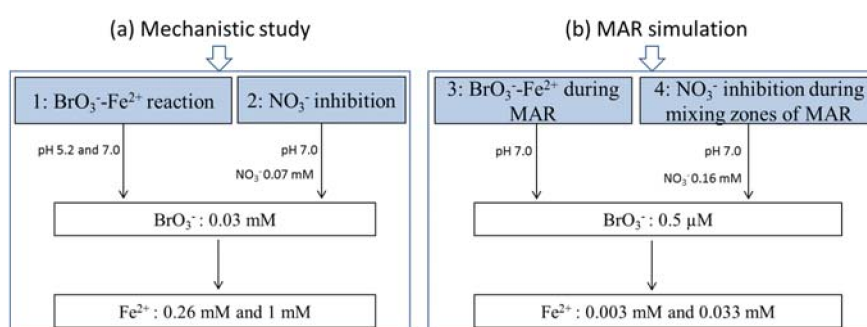 (a) Mechanistic study
1: BrO₃⁻-Fe²⁺ reaction
2: NO₃⁻ inhibition
pH 5.2 and 7.0
pH 7.0
NO₃⁻ 0.07 mM
BrO₃⁻ : 0.03 mM
Fe²⁺ : 0.26 mM and 1 mM
(b) MAR simulation
3: BrO₃⁻-Fe²⁺ during
MAR
4: NO₃⁻ inhibition during
mixing zones of MAR
pH 7.0
pH 7.0
NO₃⁻ 0.16 mM
BrO₃⁻ : 0.5 µM
Fe²⁺ : 0.003 mM and 0.033 mM